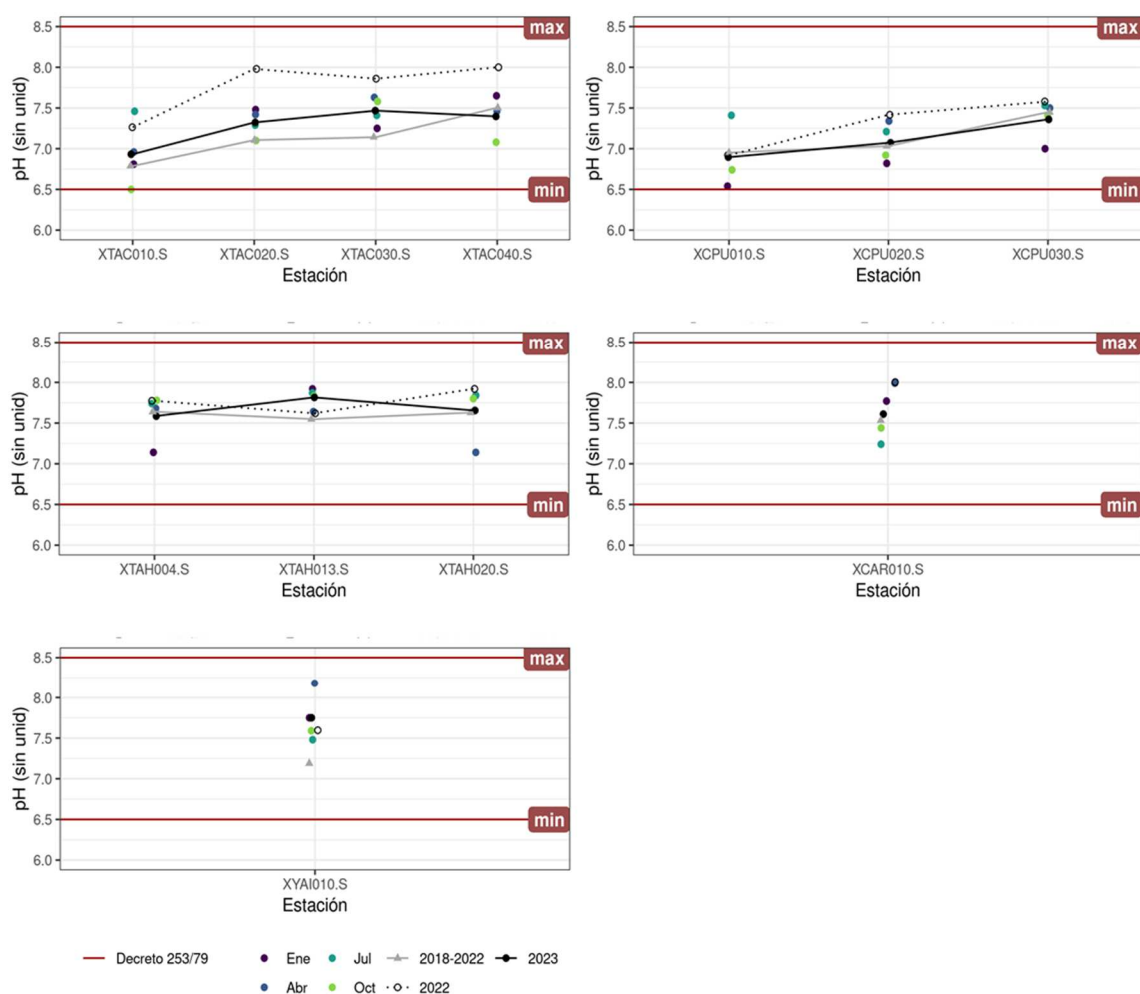 8.5
max
8.0
7.5
7.0
6.5
min
6.0
pH (sin unid)
XTAC010.S XTAC020.S XTAC030.S XTAC040.S
Estación
8.5
max
8.0
7.5
7.0
6.5
min
6.0
pH (sin unid)
XCPU010.S XCPU020.S XCPU030.S
Estación
8.5
max
8.0
7.5
7.0
6.5
min
6.0
pH (sin unid)
XTAH004.S XTAH013.S XTAH020.S
Estación
8.5
max
8.0
7.5
7.0
6.5
min
6.0
pH (sin unid)
XCAR010.S
Estación
8.5
max
8.0
7.5
7.0
6.5
min
6.0
pH (sin unid)
XYAI010.S
Estación
Decreto 253/79 Ene Jul 2018-2022 2023
Abr Oct 2022